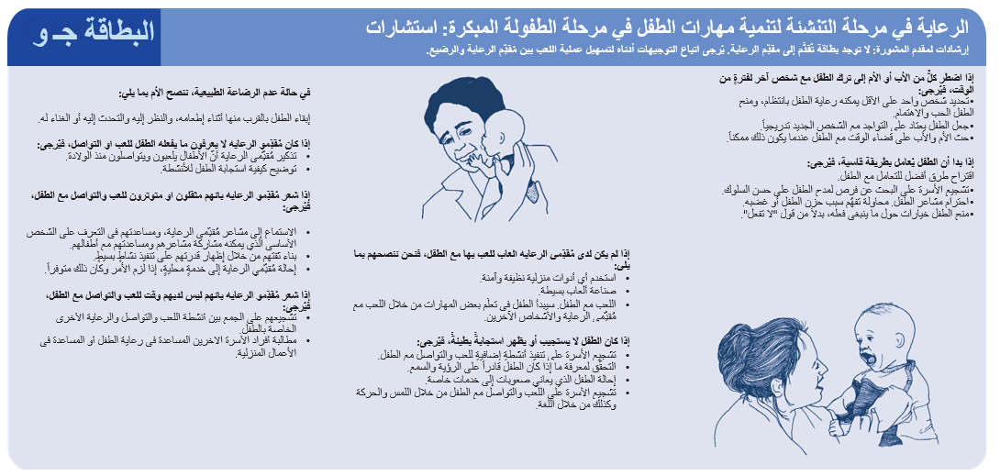 الرعاية في مرحلة التنشئة لتنمية مهارات الطفل في مرحلة الطفولة المبكرة: استشارات
إرشادات لمقدم المشورة: لا توجد بطاقة تُقدَّم إلى مقدِّم الرعاية. يُرجى اتباع التوجيهات أدناه لتسهيل عملية اللعب بين مُقدِّم الرعاية والرضيع.
البطاقة جـ و
إذا اضطر كلٌّ من الأب أو الأم إلى ترك الطفل مع شخص آخر لفترةٍ من
الوقت، فيُرجى:
•تحديد شخص واحد على الأقل يمكنه رعاية الطفل بانتظام، ومنح
الطفل الحب والاهتمام.
•جعل الطفل يعتاد على التواجد مع الشخص الجديد تدريجياً.
•حث الأم والأب على قضاء الوقت مع الطفل عندما يكون ذلك ممكناً.
إذا بدا أن الطفل يُعامل بطريقة قاسية، فيُرجى:
اقتراح طرق أفضل للتعامل مع الطفل.
•تشجيع الأسرة على البحث عن فرص لمدح الطفل على حسن السلوك.
•احترام مشاعر الطفل. محاولة تفهُّم سبب حزن الطفل أو غضبه.
•منح الطفل خيارات حول ما ينبغي فعله، بدلاً من قول "لا تفعل".
إذا لم يكن لدى مُقدِّمي الرعاية العاب للعب بها مع الطفل، فنحن ننصحهم بما
يلي:
• استخدم أي أدوات منزلية نظيفة وآمنة.
• صناعة ألعاب بسيطة.
• اللعب مع الطفل. سيبدأ الطفل في تعلّم بعض المهارات من خلال اللعب مع
مُقدِّمي الرعاية والأشخاص الآخرين.
إذا كان الطفل لا يستجيب أو يظهر استجابةً بطيئةً، فيُرجى:
• تشجيع الأسرة على تنفيذ أنشطةٍ إضافيةٍ للعب والتواصل مع الطفل.
• التحقُّق لمعرفة ما إذا كان الطفل قادراً على الرؤية والسمع.
• إحالة الطفل الذي يعاني صعوبات إلى خدمات خاصة.
• تشجيع الأسرة على اللعب والتواصل مع الطفل من خلال اللمس والحركة
وكذلك من خلال اللغة.
في حالة عدم الرضاعة الطبيعية، ننصح الأم بما يلي:
إبقاء الطفل بالقرب منها أثناء إطعامه، والنظر إليه والتحدث إليه أو الغناء له.
إذا كان مُقدِّمو الرعاية لا يعرفون ما يفعله الطفل للعب او التواصل، فيُرجى:
• تذكير مُقدِّمي الرعاية أنَّ الأطفال يلعبون ويتواصلون منذ الولادة.
• توضيح كيفية استجابة الطفل للأنشطة.
إذا شعر مُقدِّمو الرعاية بانهم مثقلون او متوترون للعب والتواصل مع الطفل،
فيُرجى:
• الاستماع إلى مشاعر مُقدِّمي الرعاية، ومساعدتهم في التعرف على الشخص
الأساسي الذي يمكنه مشاركة مشاعرهم ومساعدتهم مع أطفالهم.
• بناء ثقتهم من خلال إظهار قدرتهم على تنفيذ نشاطٍ بسيطٍ.
• إحالة مُقدِّمي الرعاية إلى خدمةٍ محليةٍ، إذا لزم الأمر وكان ذلك متوفراً.
إذا شعر مُقدِّمو الرعاية بانهم ليس لديهم وقت للعب والتواصل مع الطفل،
فيُرجى:
• تشجيعهم على الجمع بين انشطة اللعب والتواصل والرعاية الأخرى
الخاصة بالطفل.
• مطالبة أفراد الأسرة الاخرين المساعدة في رعاية الطفل او المساعدة في
الأعمال المنزلية.